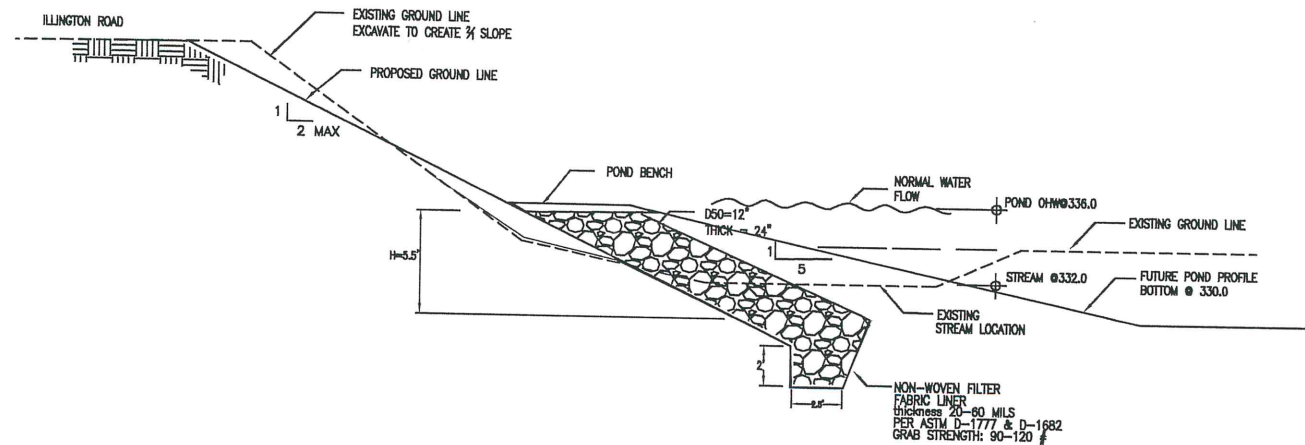 ILLINGTON ROAD
EXISTING GROUND LINE
EXCAVATE TO CREATE 2/1 SLOPE
PROPOSED GROUND LINE
1
2 MAX
POND BENCH
NORMAL WATER
FLOW
POND OHW@336.0
D50=12"
THICK = 24"
EXISTING GROUND LINE
H=5.5'
1
5
STREAM @332.0
FUTURE POND PROFILE
BOTTOM @ 330.0
EXISTING
STREAM LOCATION
2'
2.5'
NON-WOVEN FILTER
FABRIC LINER
thickness 20-60 MILS
PER ASTM D-1777 & D-1682
GRAB STRENGTH: 90-120 #